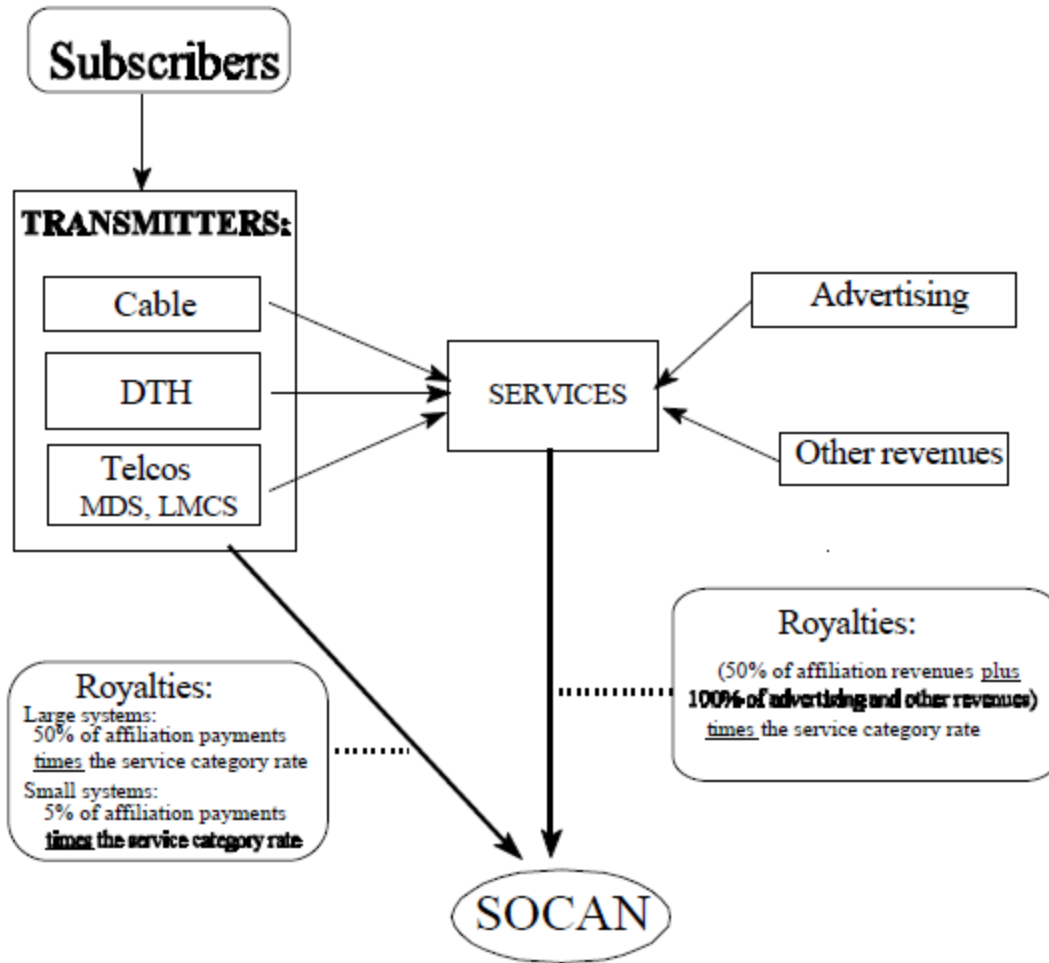 Subscribers
TRANSMITTERS:
Cable
DTH
Telcos
MDS, LMCS
SERVICES
Advertising
Other revenues
Royalties:
Large systems:
50% of affiliation payments
times the service category rate
Small systems:
5% of affiliation payments
times the service category rate
Royalties:
(50% of affiliation revenues plus
100% of advertising and other revenues)
times the service category rate
SOCAN